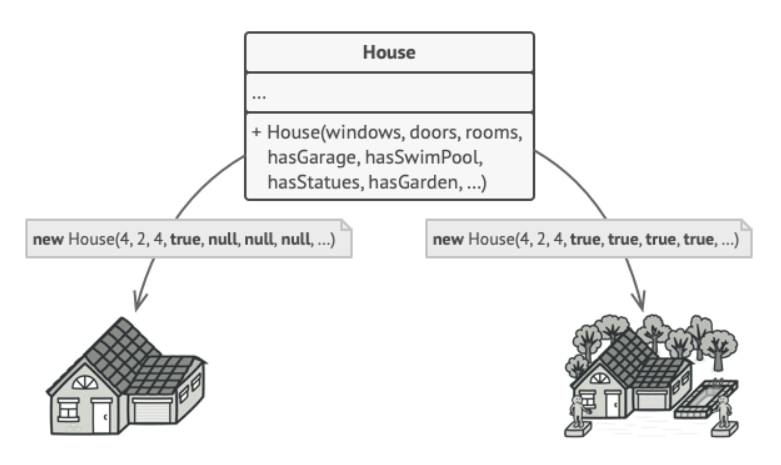 House
...
+ House(windows, doors, rooms,
hasGarage, hasSwimPool,
hasStatues, hasGarden, ...)
new House(4, 2, 4, true, null, null, null, ...)
new House(4, 2, 4, true, true, true, true, ...)